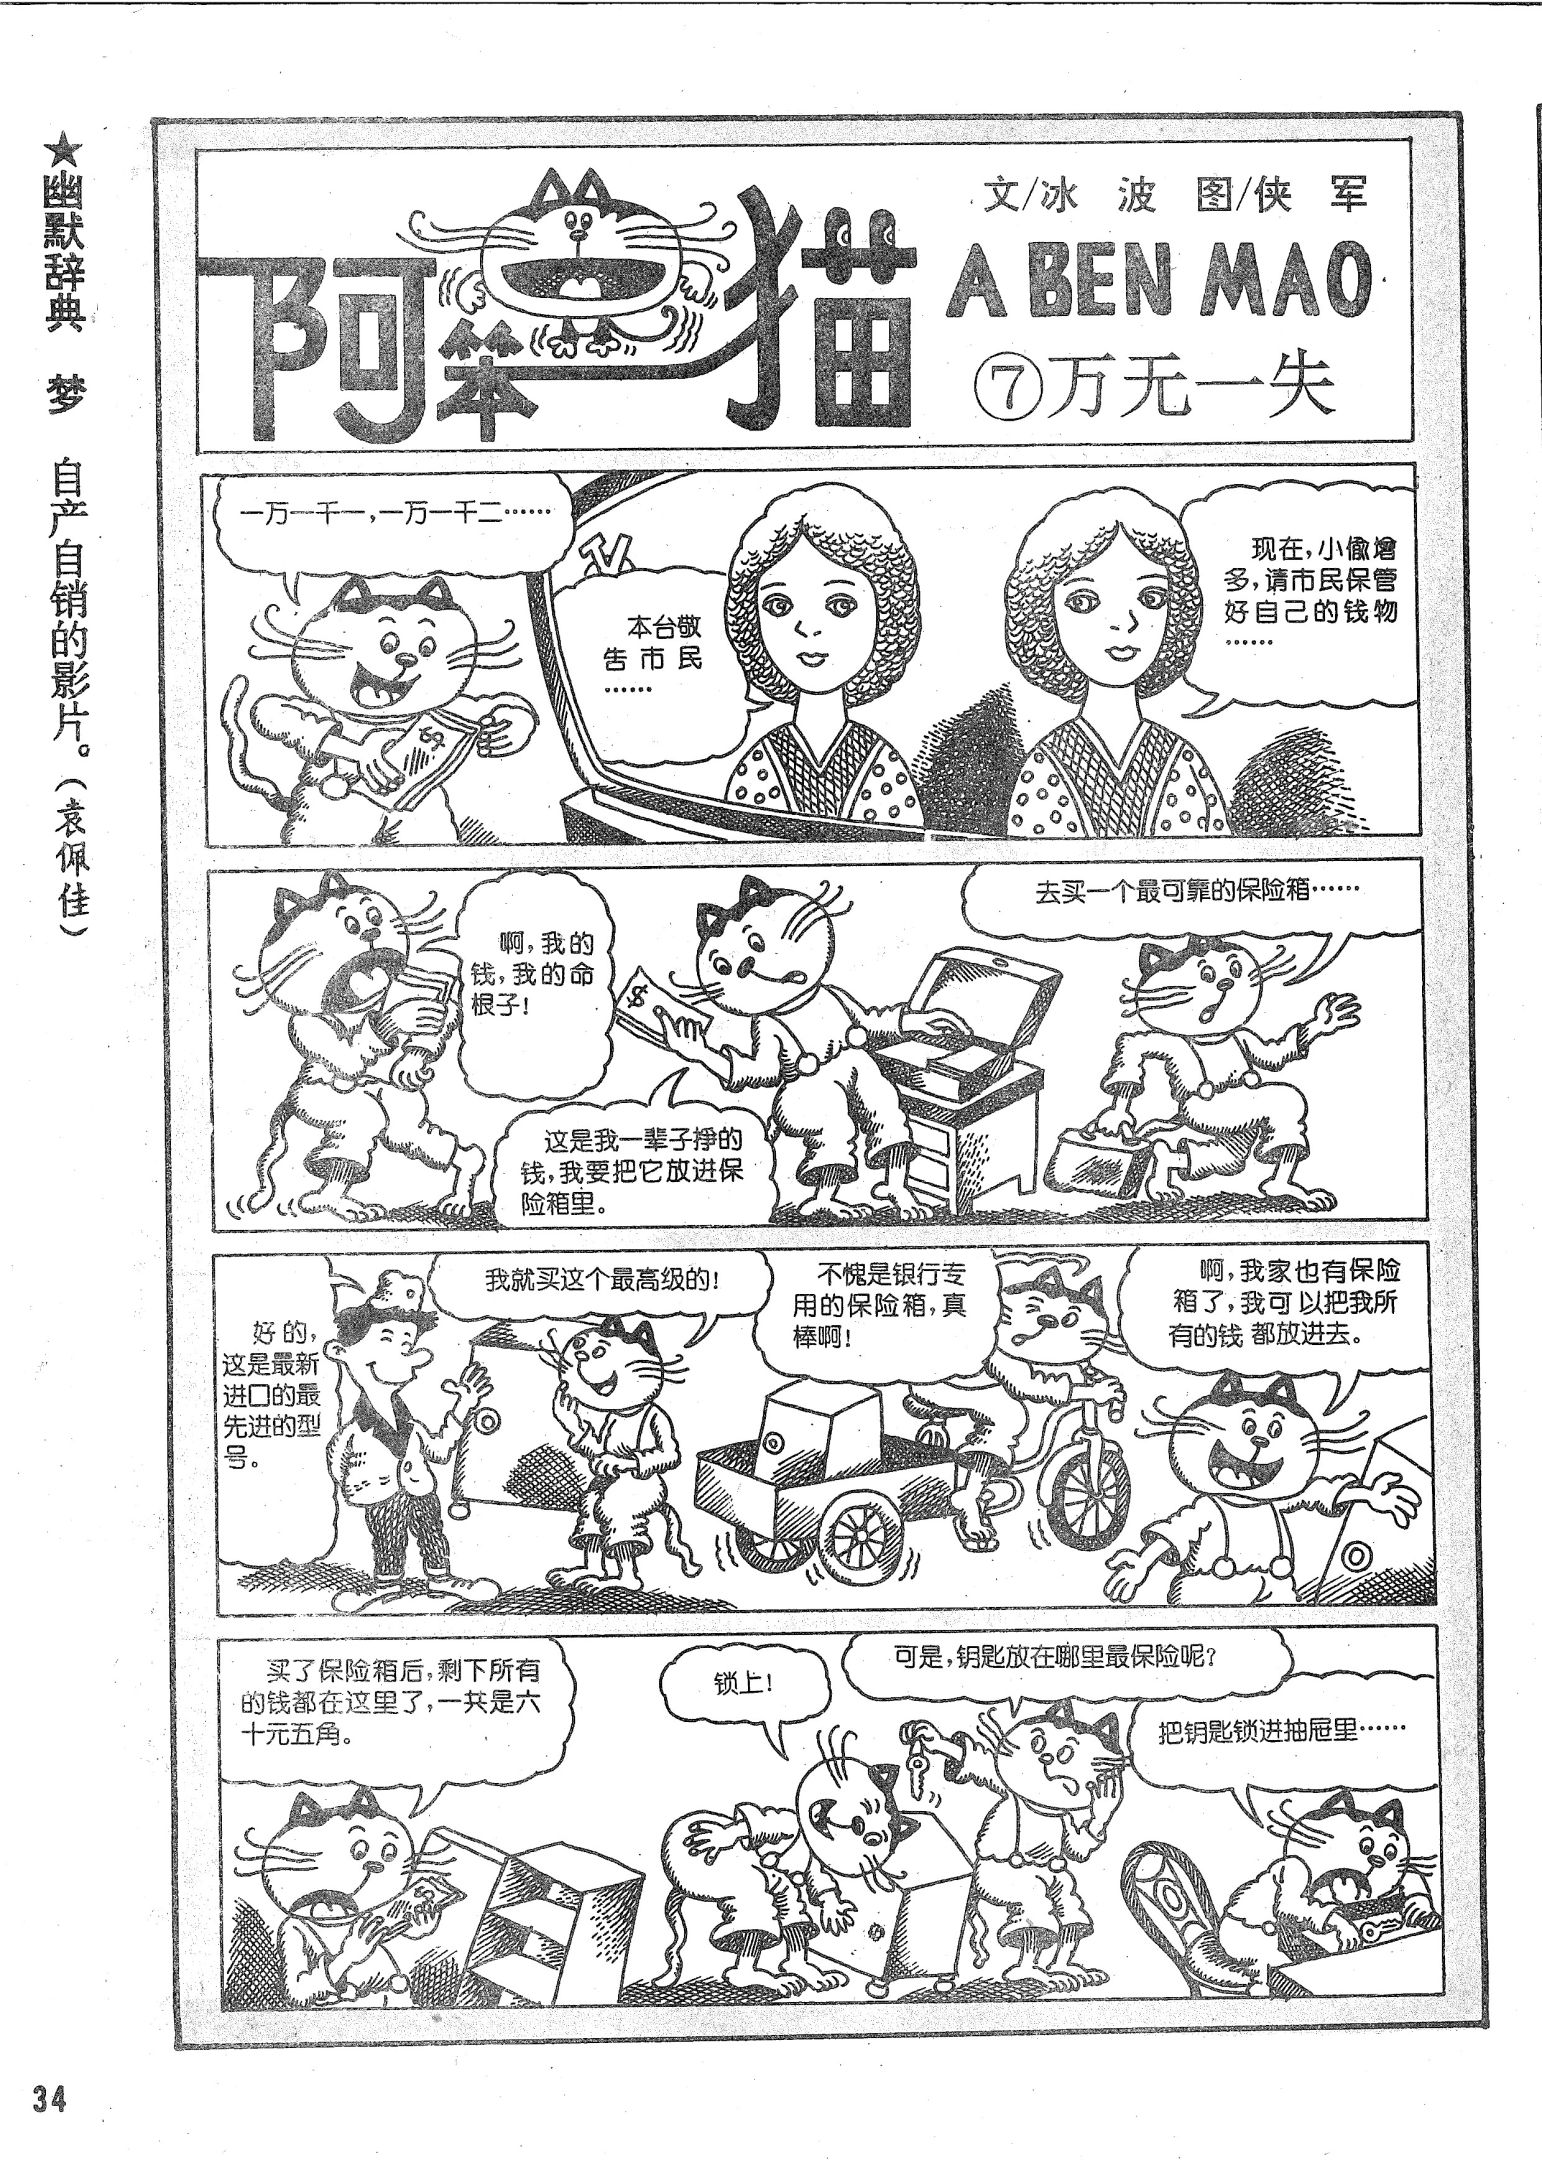 ★幽默辞典 梦 自产自销的影片。(袁佩佳)
阿笨猫
文/冰 波 图/侠 军
A BEN MAO
⑦万无一失
一万一千一,一万一千二……
TV
本台敬
告市民
……
现在,小偷增
多,请市民保管
好自己的钱物
……
啊,我的
钱,我的命
根子!
$
这是我一辈子挣的
钱,我要把它放进保
险箱里。
去买一个最可靠的保险箱……
好的,
这是最新
进口的最
先进的型
号。
我就买这个最高级的!
不愧是银行专
用的保险箱,真
棒啊!
啊,我家也有保险
箱了,我可以把我所
有的钱都放进去。
买了保险箱后,剩下所有
的钱都在这里了,一共是六
十元五角。
锁上!
可是,钥匙放在哪里最保险呢?
把钥匙锁进抽屉里……
34